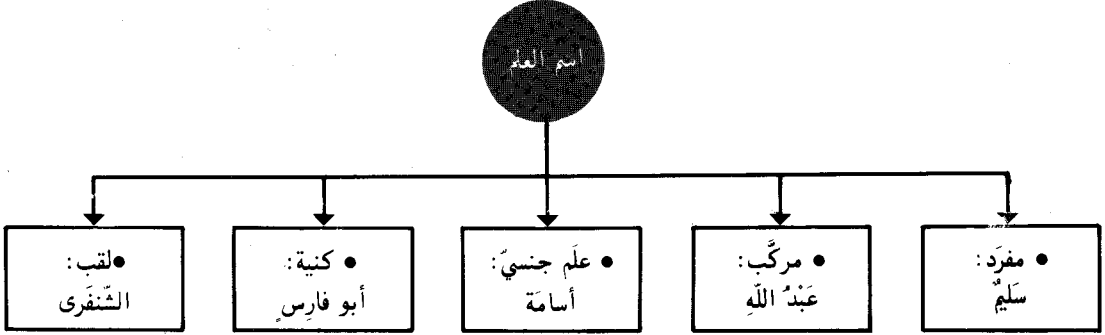 اسم العلم
• مفرَد:
سَليمٌ
• مركَّب:
عَبْدُ اللّهِ
• علَم جنسيّ:
أسامَة
• كنية:
أبو فارِسٍ
•لقب:
الشّنفَرى